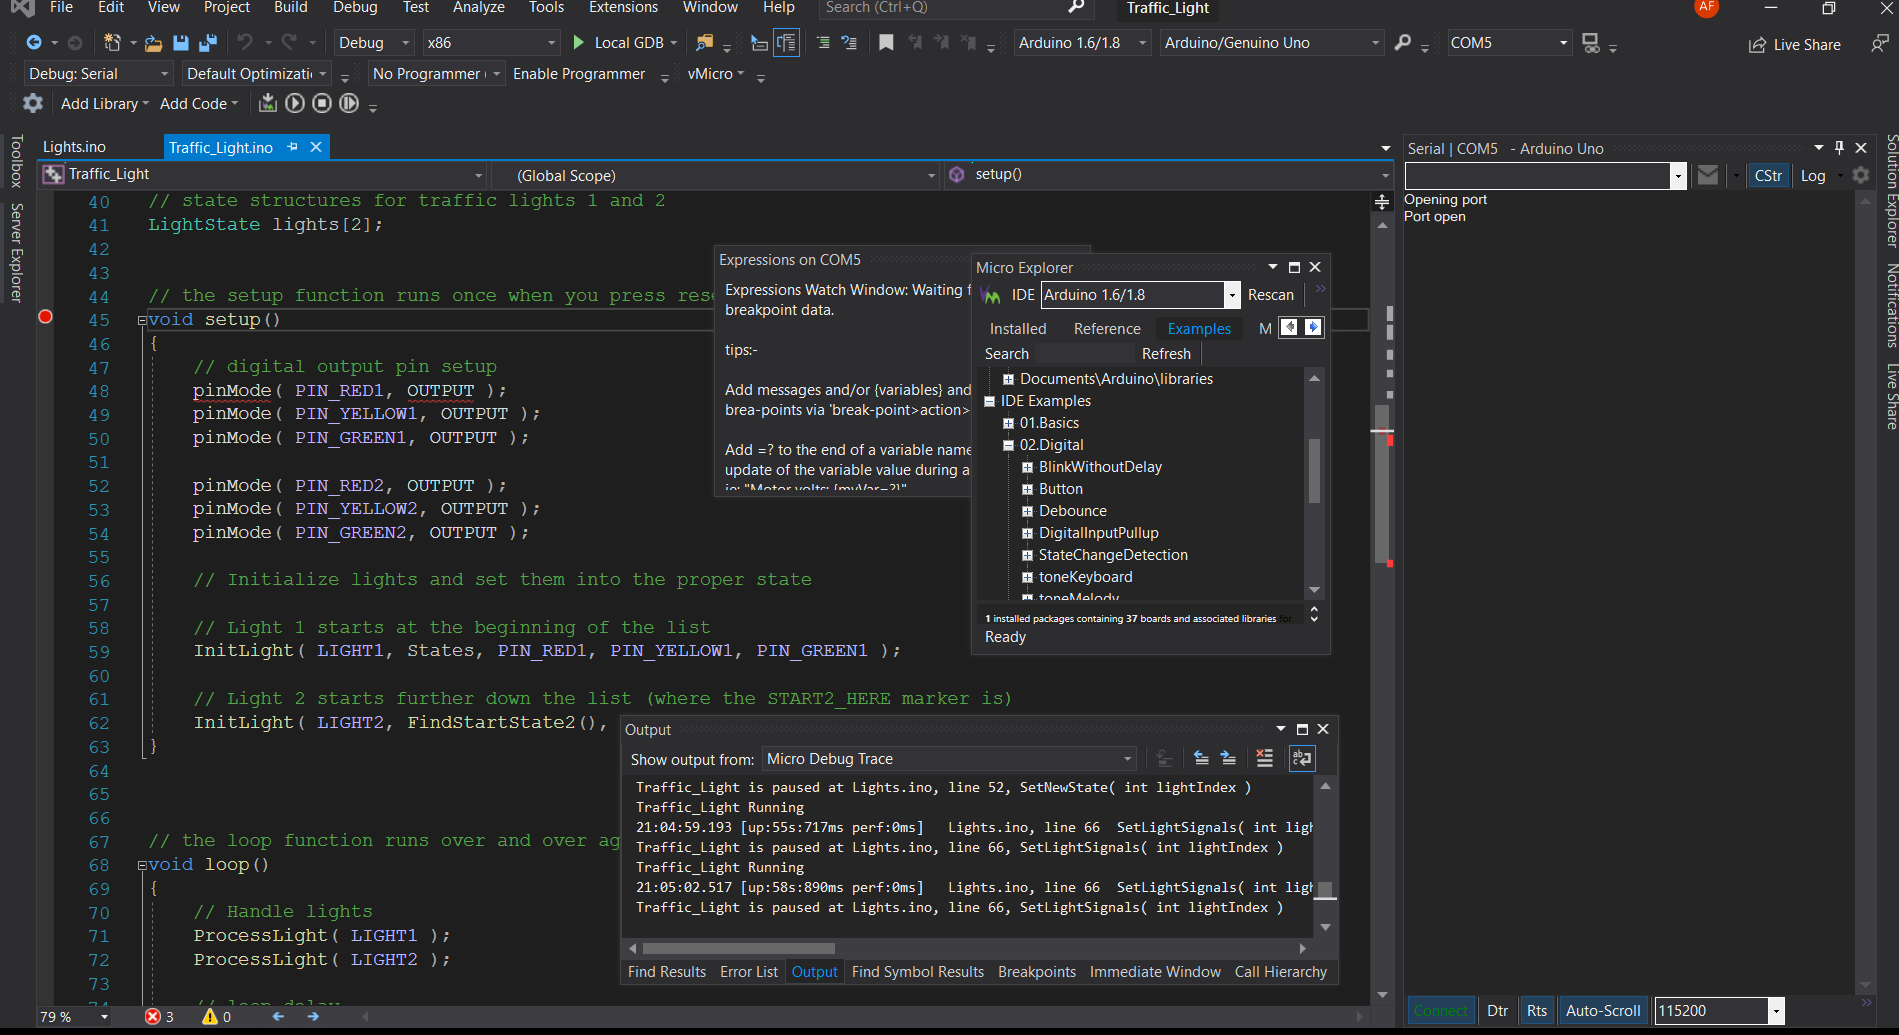 File Edit View Project Build Debug Test Analyze Tools Extensions Window Help Search (Ctrl+Q) Traffic_Light AF
Debug x86 Local GDB Arduino 1.6/1.8 Arduino/Genuino Uno COM5 Live Share
Debug: Serial Default Optimizati No Programmer Enable Programmer vMicro
Add Library Add Code
Toolbox
Server Explorer
Lights.ino Traffic_Light.ino
Traffic_Light (Global Scope) setup()
40 // state structures for traffic lights 1 and 2
41 LightState lights[2];
42
43
44 // the setup function runs once when you press rese
45 void setup()
46 {
47 // digital output pin setup
48 pinMode( PIN_RED1, OUTPUT );
49 pinMode( PIN_YELLOW1, OUTPUT );
50 pinMode( PIN_GREEN1, OUTPUT );
51
52 pinMode( PIN_RED2, OUTPUT );
53 pinMode( PIN_YELLOW2, OUTPUT );
54 pinMode( PIN_GREEN2, OUTPUT );
55
56 // Initialize lights and set them into the proper state
57
58 // Light 1 starts at the beginning of the list
59 InitLight( LIGHT1, States, PIN_RED1, PIN_YELLOW1, PIN_GREEN1 );
60
61 // Light 2 starts further down the list (where the START2_HERE marker is)
62 InitLight( LIGHT2, FindStartState2(),
63 }
64
65
66
67 // the loop function runs over and over ag
68 void loop()
69 {
70 // Handle lights
71 ProcessLight( LIGHT1 );
72 ProcessLight( LIGHT2 );
73
74 // loop delay
79 % 3 0
Expressions on COM5
Expressions Watch Window: Waiting f
breakpoint data.
tips:-
Add messages and/or {variables} and
brea-points via 'break-point>action>
Add =? to the end of a variable name
update of the variable value during a
ie: "Motor volts: {myVar=?}"
Micro Explorer
IDE Arduino 1.6/1.8 Rescan
Installed Reference Examples M
Search Refresh
Documents\Arduino\libraries
IDE Examples
01.Basics
02.Digital
BlinkWithoutDelay
Button
Debounce
DigitalInputPullup
StateChangeDetection
toneKeyboard
toneMelody
1 installed packages containing 37 boards and associated libraries for
Ready
Output
Show output from: Micro Debug Trace
Traffic_Light is paused at Lights.ino, line 52, SetNewState( int lightIndex )
Traffic_Light Running
21:04:59.193 [up:55s:717ms perf:0ms] Lights.ino, line 66 SetLightSignals( int ligh
Traffic_Light is paused at Lights.ino, line 66, SetLightSignals( int lightIndex )
Traffic_Light Running
21:05:02.517 [up:58s:890ms perf:0ms] Lights.ino, line 66 SetLightSignals( int ligh
Traffic_Light is paused at Lights.ino, line 66, SetLightSignals( int lightIndex )
Find Results Error List Output Find Symbol Results Breakpoints Immediate Window Call Hierarchy
Serial | COM5 - Arduino Uno
CStr Log
Opening port
Port open
Connect Dtr Rts Auto-Scroll 115200
Solution Explorer
Notifications
Live Share